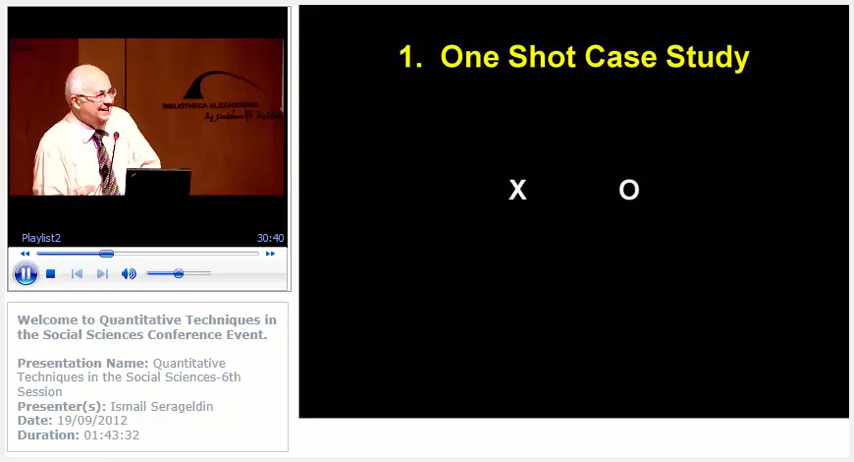 BIBLIOTHECA ALEXANDRINA
مكتبة الإسكندرية
Playlist2
30:40
Welcome to Quantitative Techniques in
the Social Sciences Conference Event.
Presentation Name: Quantitative
Techniques in the Social Sciences-6th
Session
Presenter(s): Ismail Serageldin
Date: 19/09/2012
Duration: 01:43:32
1. One Shot Case Study
X O